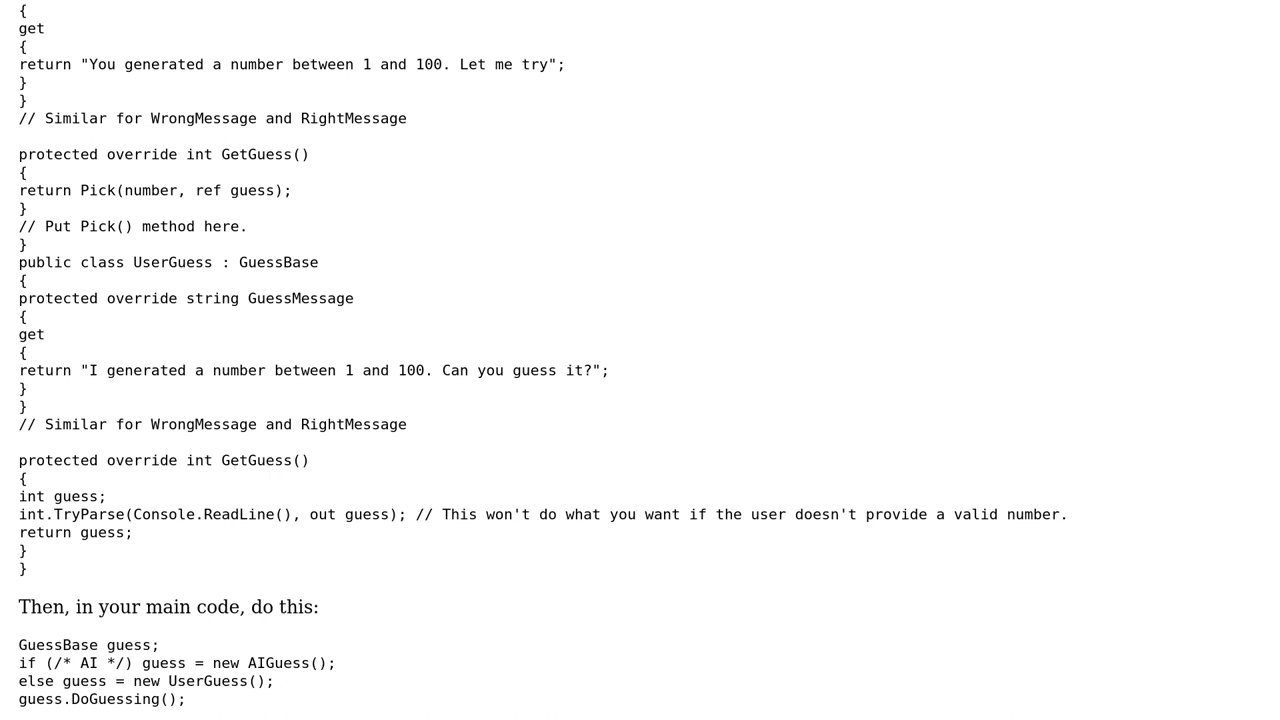 {
get
{
return "You generated a number between 1 and 100. Let me try";
}
}
// Similar for WrongMessage and RightMessage
protected override int GetGuess()
{
return Pick(number, ref guess);
}
// Put Pick() method here.
}
public class UserGuess : GuessBase
{
protected override string GuessMessage
{
get
{
return "I generated a number between 1 and 100. Can you guess it?";
}
}
// Similar for WrongMessage and RightMessage
protected override int GetGuess()
{
int guess;
int.TryParse(Console.ReadLine(), out guess); // This won't do what you want if the user doesn't provide a valid number.
return guess;
}
}
Then, in your main code, do this:
GuessBase guess;
if (/* AI */) guess = new AIGuess();
else guess = new UserGuess();
guess.DoGuessing();